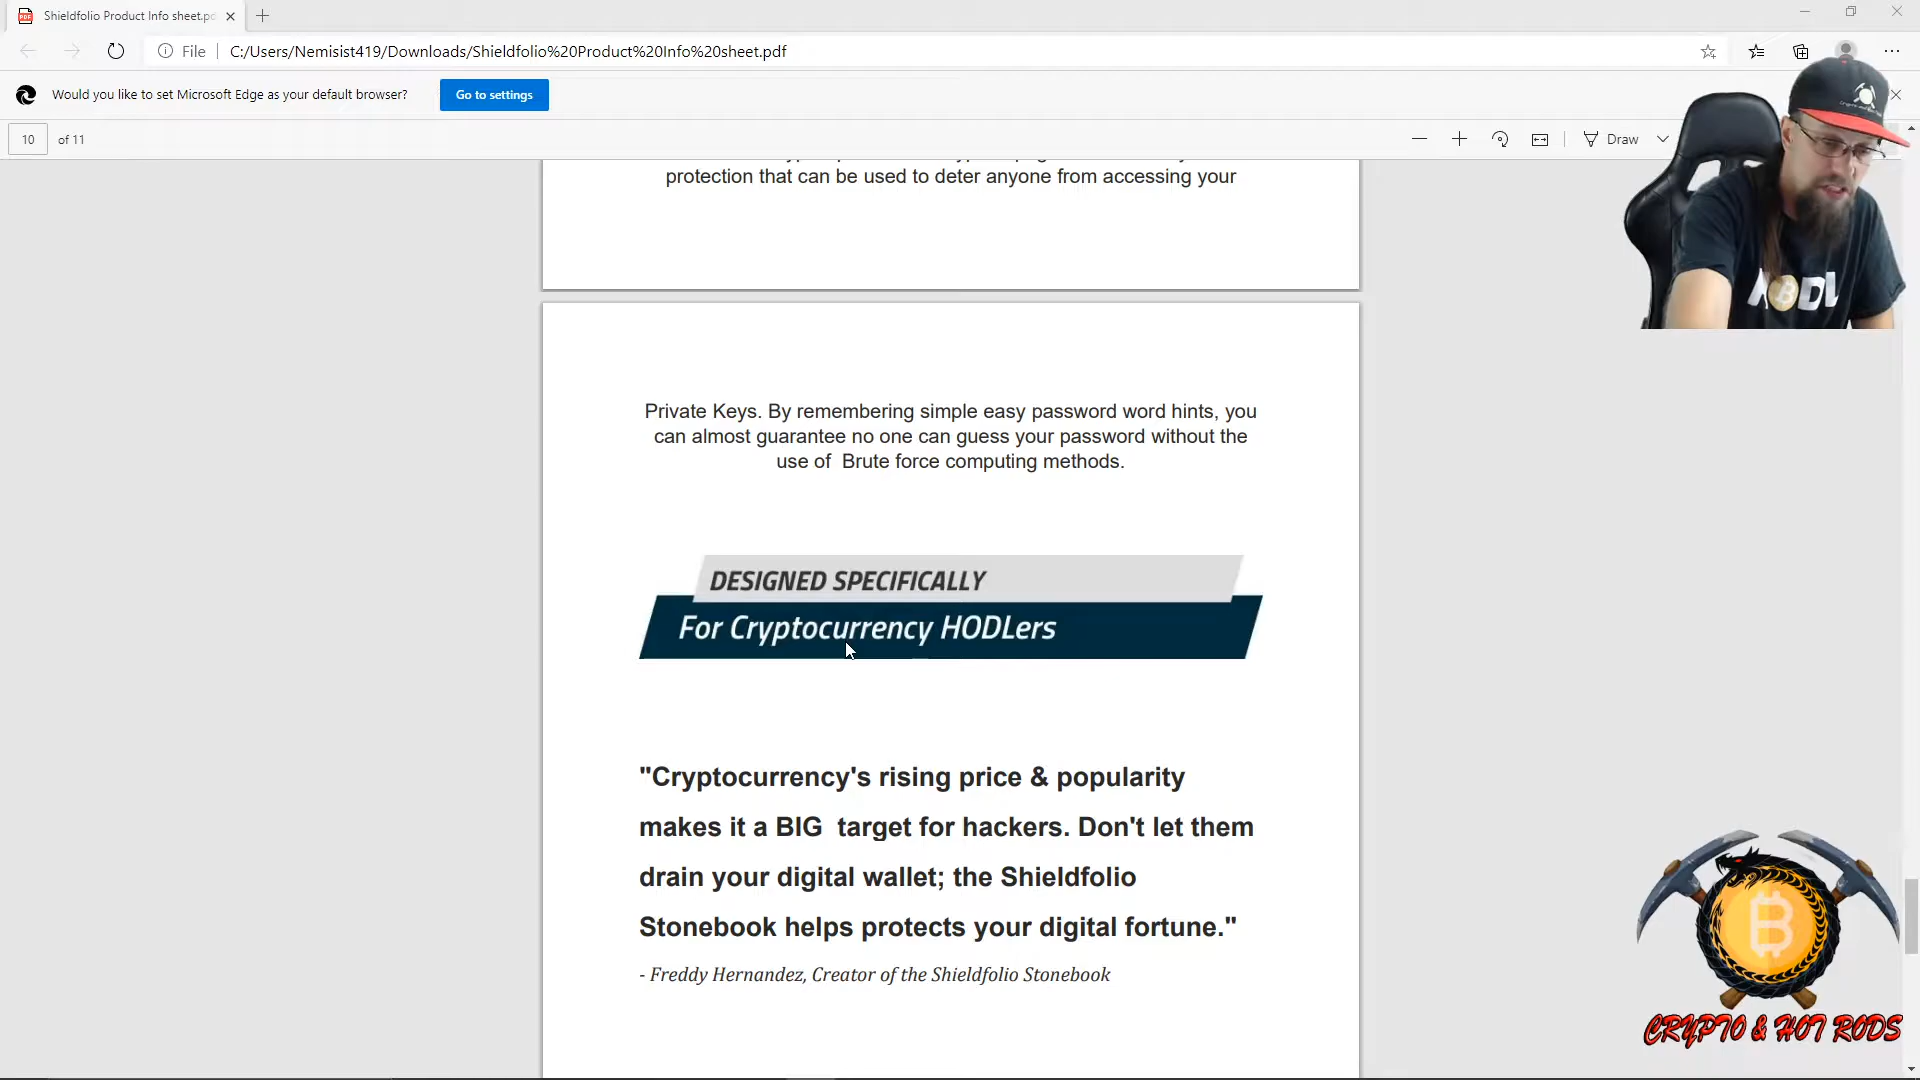 Shieldfolio Product Info sheet.pd
File
C:/Users/Nemisist419/Downloads/Shieldfolio%20Product%20Info%20sheet.pdf
Would you like to set Microsoft Edge as your default browser?
Go to settings
10 of 11
Draw
protection that can be used to deter anyone from accessing your
Private Keys. By remembering simple easy password word hints, you
can almost guarantee no one can guess your password without the
use of  Brute force computing methods.
DESIGNED SPECIFICALLY
For Cryptocurrency HODLers
"Cryptocurrency's rising price & popularity
makes it a BIG  target for hackers. Don't let them
drain your digital wallet; the Shieldfolio
Stonebook helps protects your digital fortune."
- Freddy Hernandez, Creator of the Shieldfolio Stonebook
HODL
CRYPTO & HOT RODS